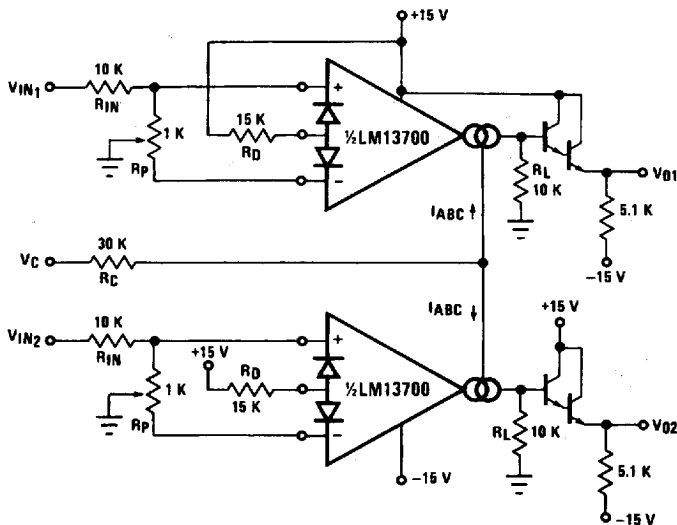 +15 V
10 K
VIN1
RIN
1 K
RP
15 K
RD
+
½LM13700
−
RL
10 K
VO1
IABC
5.1 K
−15 V
30 K
VC
RC
IABC
+15 V
10 K
VIN2
RIN
+15 V
RD
1 K
15 K
RP
+
½LM13700
−
RL
10 K
VO2
−15 V
5.1 K
−15 V